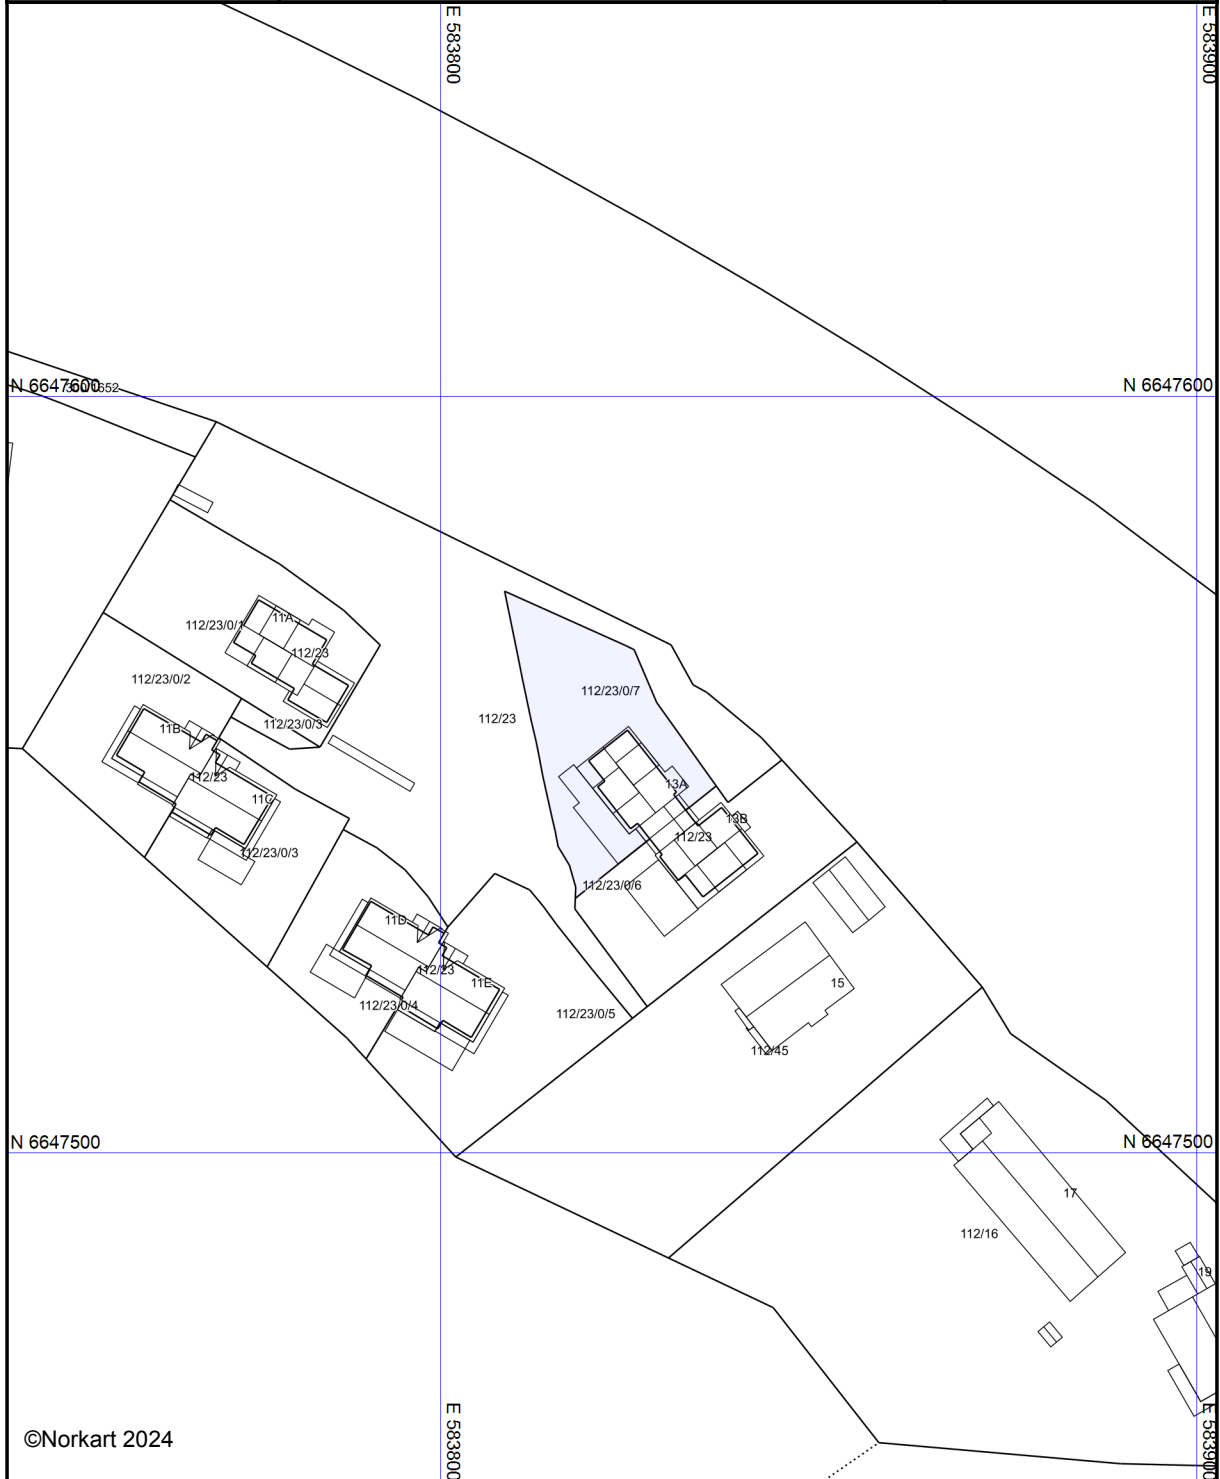 E 583800
E 583900
N 6647600
300/1652
N 6647600
112/23/0/1
11A
112/23
112/23/0/2
112/23/0/7
112/23
112/23/0/3
11B
112/23
11C
13A
13B
112/23
112/23/0/3
112/23/0/6
11D
112/23
11E
15
112/23/0/4
112/23/0/5
112/45
N 6647500
N 6647500
17
112/16
19
E 583800
E 583900
©Norkart 2024